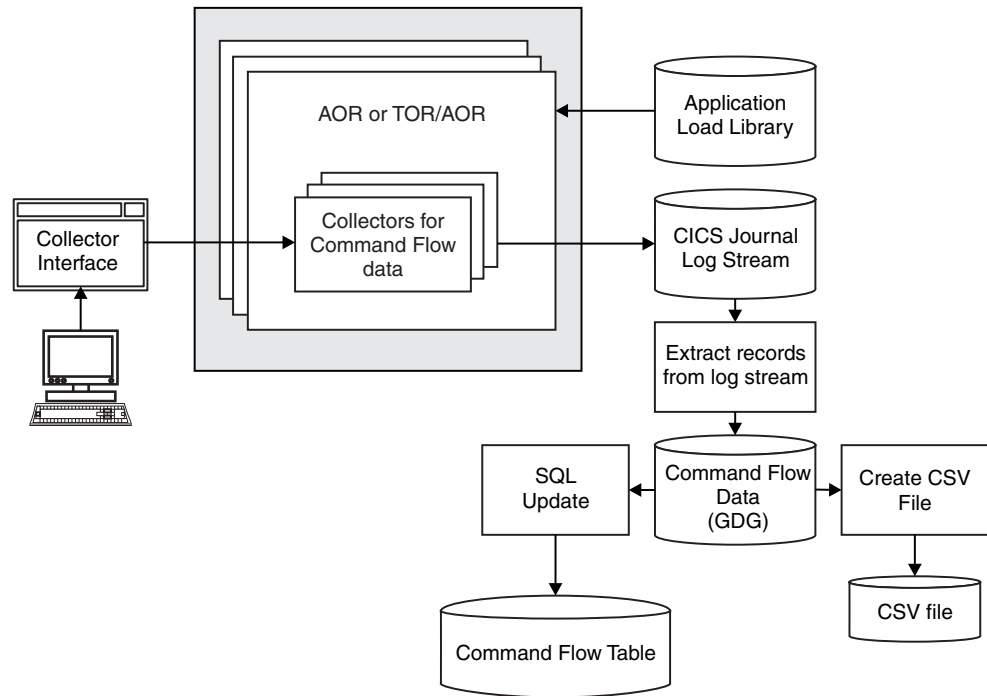 AOR or TOR/AOR
Application
Load Library
Collector
Interface
Collectors for
Command Flow
data
CICS Journal
Log Stream
Extract records
from log stream
SQL
Update
Command Flow
Data
(GDG)
Create CSV
File
Command Flow Table
CSV file